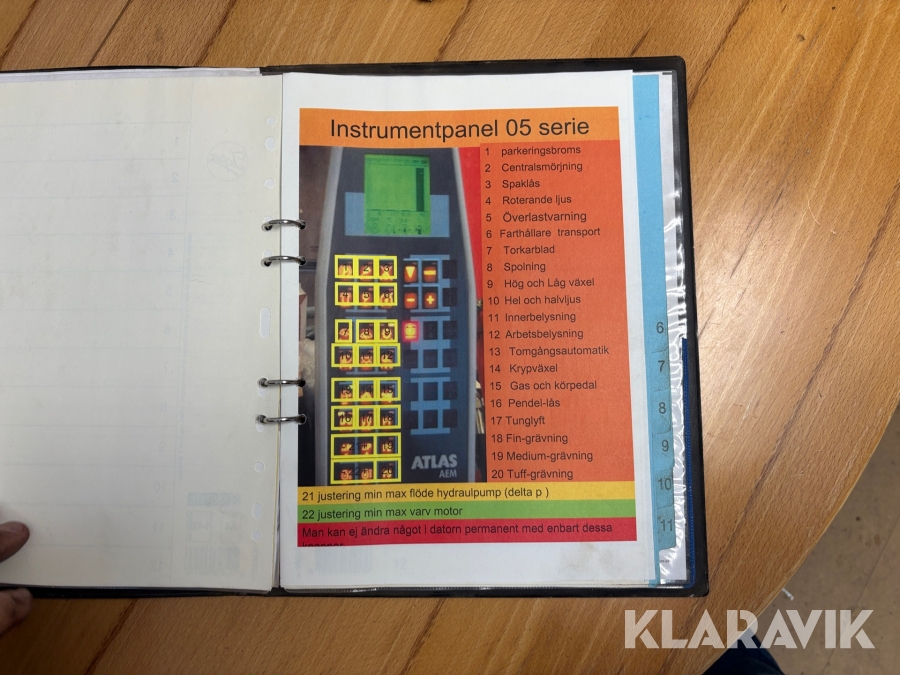 Instrumentpanel 05 serie
1 parkeringsbroms
2 Centralsmörjning
3 Spaklås
4 Roterande ljus
5 Överlastvarning
6 Farthållare transport
7 Torkarblad
8 Spolning
9 Hög och Låg växel
10 Hel och halvljus
11 Innerbelysning
12 Arbetsbelysning
13 Tomgångsautomatik
14 Krypväxel
15 Gas och körpedal
16 Pendel-lås
17 Tunglyft
18 Fin-grävning
19 Medium-grävning
20 Tuff-grävning
ATLAS
AEM
21 justering min max flöde hydraulpump (delta p )
22 justering min max varv motor
Man kan ej ändra något i datorn permanent med enbart dessa
6
7
8
9
10
11
KLARAVIK